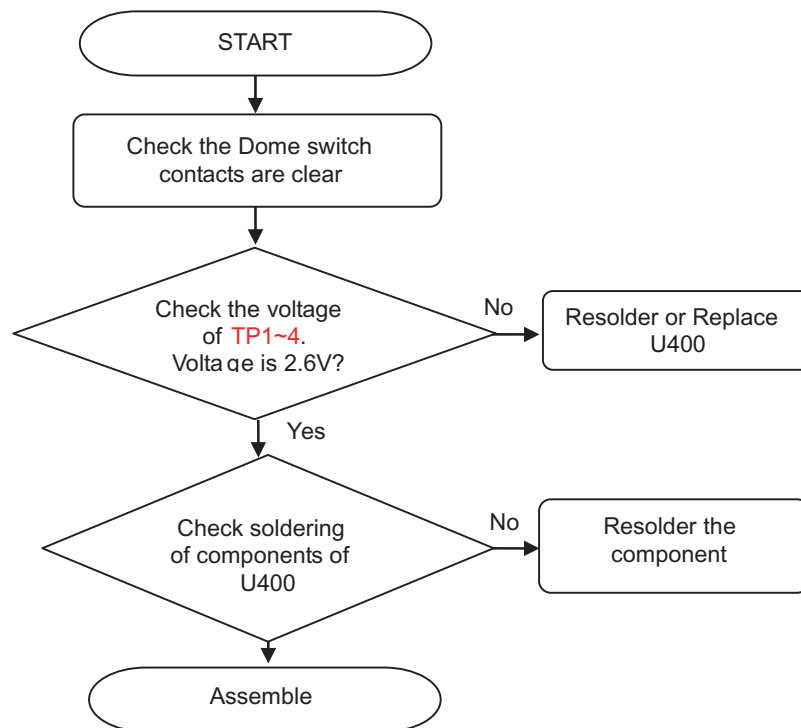 START
Check the Dome switch
contacts are clear
Check the voltage
of TP1~4.
Voltage is 2.6V?
No
Resolder or Replace
U400
Yes
Check soldering
of components of
U400
No
Resolder the
component
Assemble